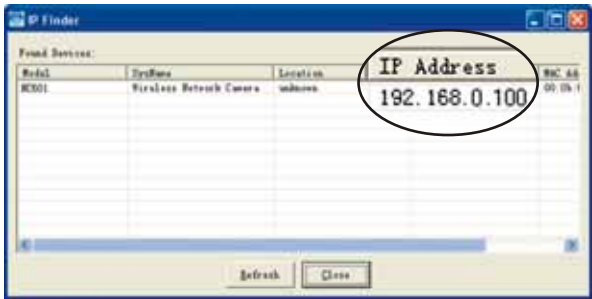 IP Finder
Found Devices:
Model SysName Location IP Address MAC Ad
Wireless Network Camera unknown 192.168.0.100
Refresh Close